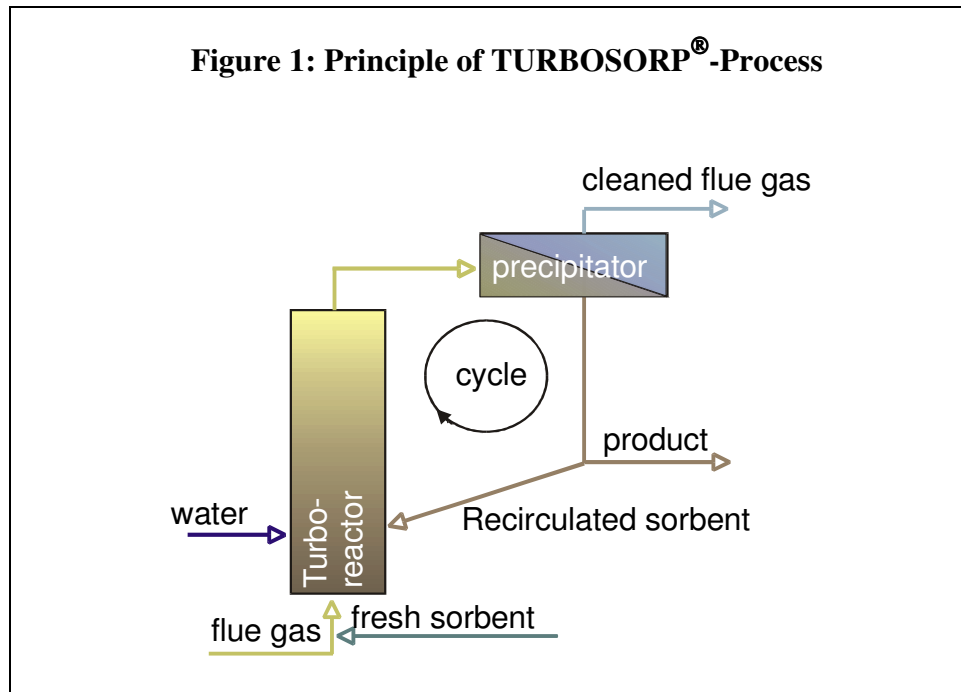 Figure 1: Principle of TURBOSORP®-Process
cleaned flue gas
precipitator
cycle
product
Recirculated sorbent
water
Turbo-
reactor
flue gas
fresh sorbent